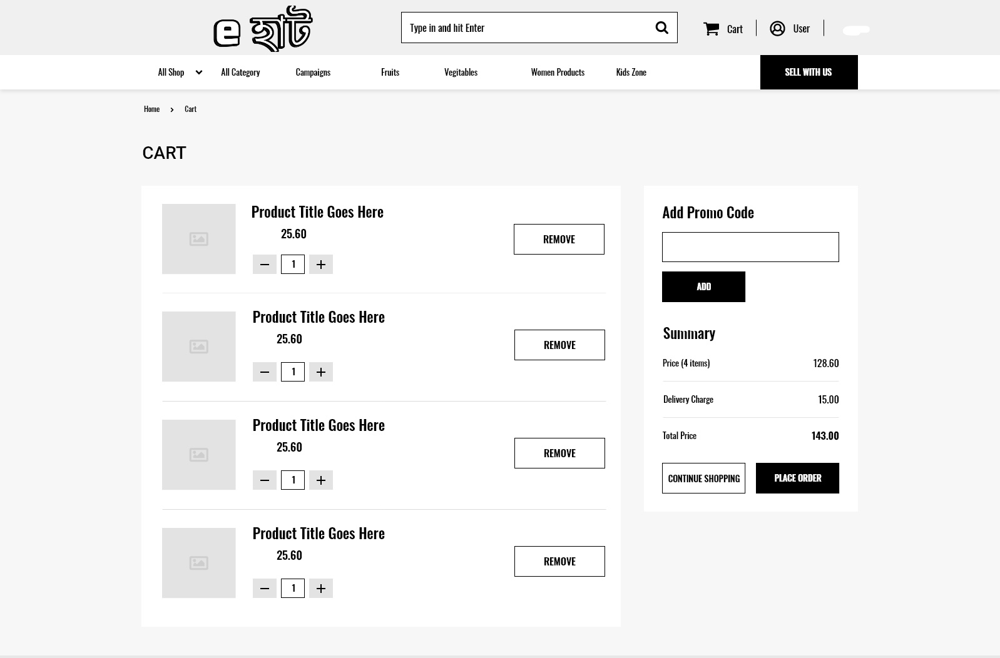 e হাট
Type in and hit Enter
Cart
User
All Shop
All Category
Campaigns
Fruits
Vegitables
Women Products
Kids Zone
SELL WITH US
Home
Cart
CART
Product Title Goes Here
25.60
REMOVE
1
Product Title Goes Here
25.60
REMOVE
1
Product Title Goes Here
25.60
REMOVE
1
Product Title Goes Here
25.60
REMOVE
1
Add Promo Code
ADD
Summary
Price (4 items) 128.60
Delivery Charge 15.00
Total Price 143.00
CONTINUE SHOPPING
PLACE ORDER